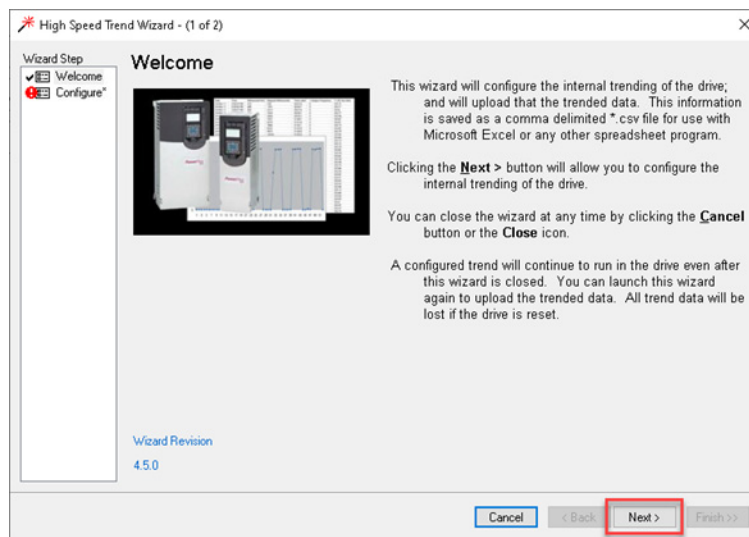 High Speed Trend Wizard - (1 of 2)
Wizard Step
Welcome
Configure*
Welcome
This wizard will configure the internal trending of the drive;
and will upload that the trended data. This information
is saved as a comma delimited *.csv file for use with
Microsoft Excel or any other spreadsheet program.
Clicking the Next > button will allow you to configure the
internal trending of the drive.
You can close the wizard at any time by clicking the Cancel
button or the Close icon.
A configured trend will continue to run in the drive even after
this wizard is closed. You can launch this wizard
again to upload the trended data. All trend data will be
lost if the drive is reset.
Wizard Revision
4.5.0
Cancel
< Back
Next >
Finish >>